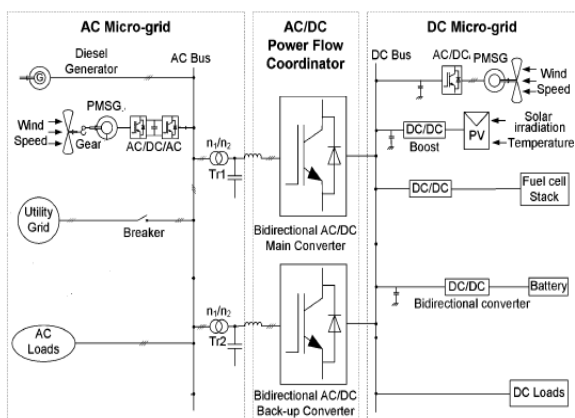 AC Micro-grid
Diesel
Generator
G
AC Bus
PMSG
Wind
Speed
Gear
AC/DC/AC
n1/n2
Tr1
Utility
Grid
Breaker
n1/n2
Tr2
AC
Loads
AC/DC
Power Flow
Coordinator
Bidirectional AC/DC
Main Converter
Bidirectional AC/DC
Back-up Converter
DC Micro-grid
DC Bus
AC/DC
PMSG
Wind
Speed
DC/DC
Boost
PV
Solar
irradiation
Temperature
DC/DC
Fuel cell
Stack
DC/DC
Battery
Bidirectional converter
DC Loads